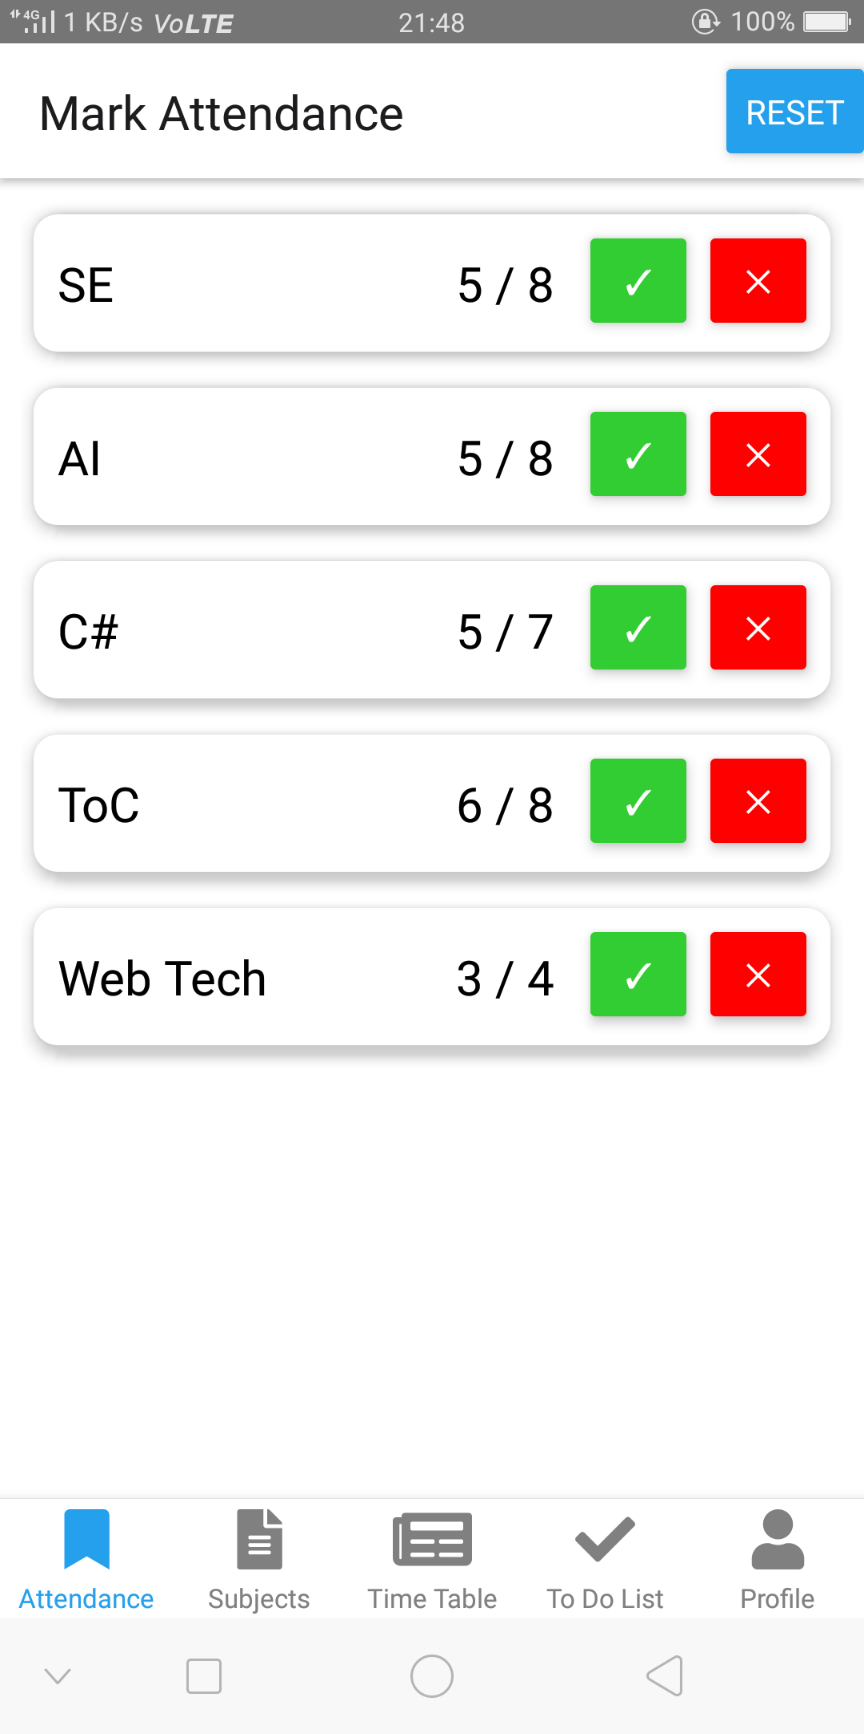 4G 1 KB/s VoLTE 21:48 100%
Mark Attendance RESET
SE 5 / 8 ✓ ×
AI 5 / 8 ✓ ×
C# 5 / 7 ✓ ×
ToC 6 / 8 ✓ ×
Web Tech 3 / 4 ✓ ×
Attendance Subjects Time Table To Do List Profile